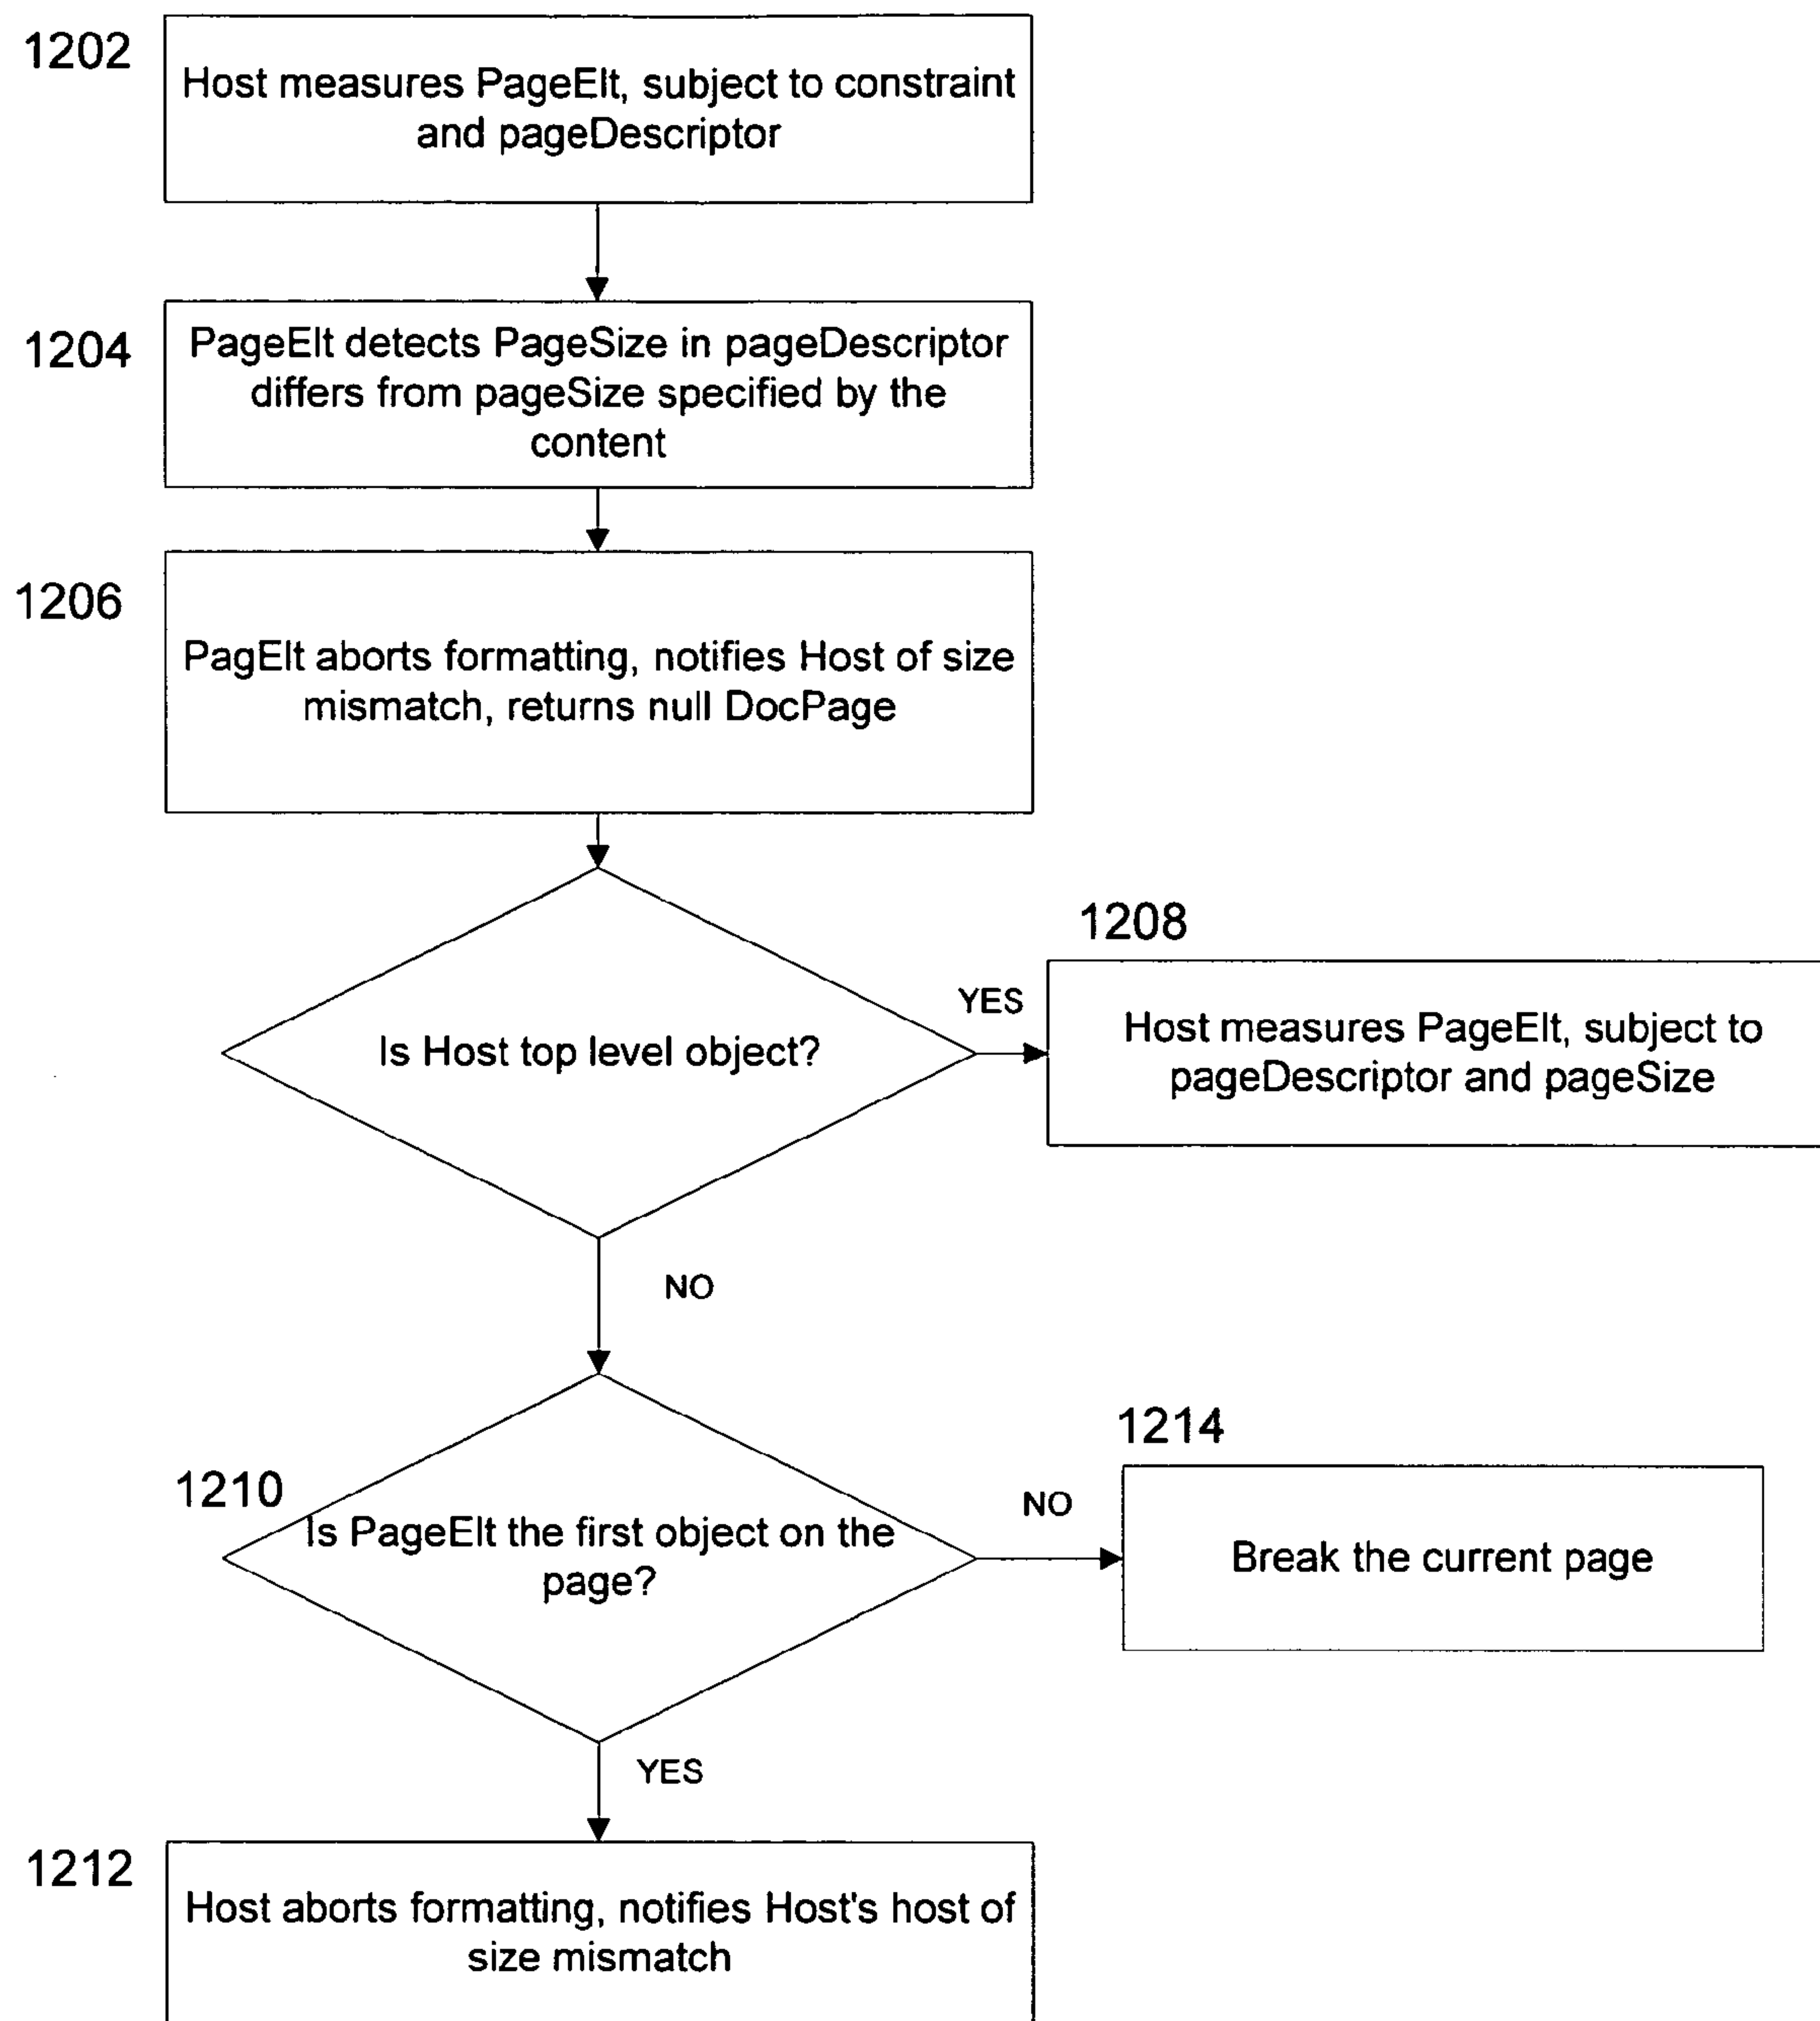 1202
Host measures PageElt, subject to constraint
and pageDescriptor
1204
PageElt detects PageSize in pageDescriptor
differs from pageSize specified by the
content
1206
PagElt aborts formatting, notifies Host of size
mismatch, returns null DocPage
Is Host top level object?
YES
1208
Host measures PageElt, subject to
pageDescriptor and pageSize
NO
1210
Is PageElt the first object on the
page?
NO
1214
Break the current page
YES
1212
Host aborts formatting, notifies Host's host of
size mismatch